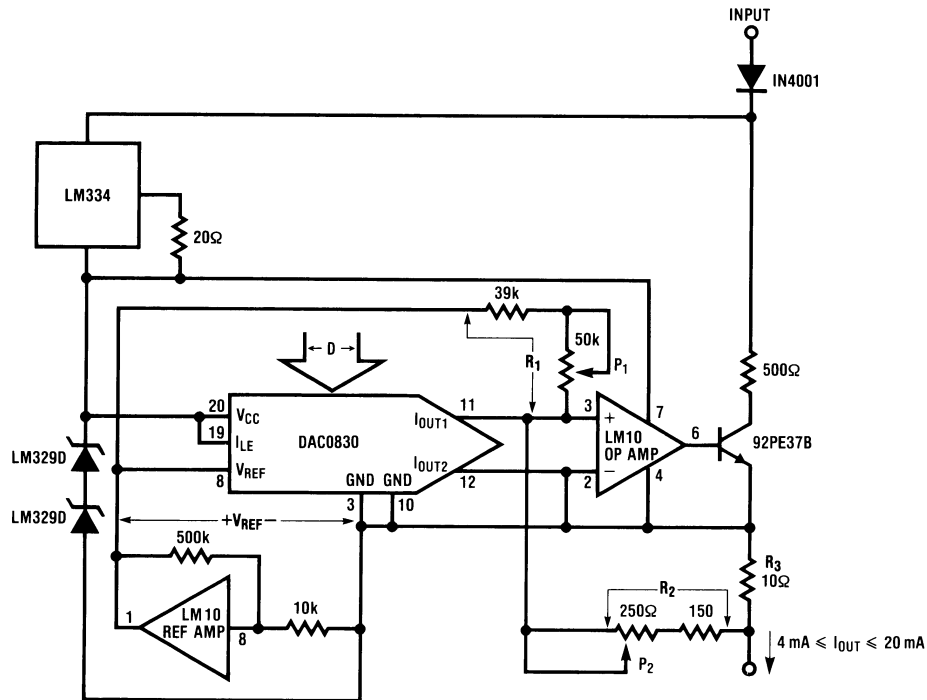 INPUT
IN4001
LM334
20Ω
39k
50k
P1
R1
500Ω
D
20
VCC
19
ILE
DAC0830
IOUT1
11
3
+
LM10
OP AMP
7
6
92PE37B
LM329D
VREF
8
IOUT2
12
−
2
4
GND
GND
3
10
LM329D
+VREF−
500k
R3
10Ω
R2
250Ω
150
1
LM10
REF AMP
8
10k
P2
4 mA ⩽ IOUT ⩽ 20 mA